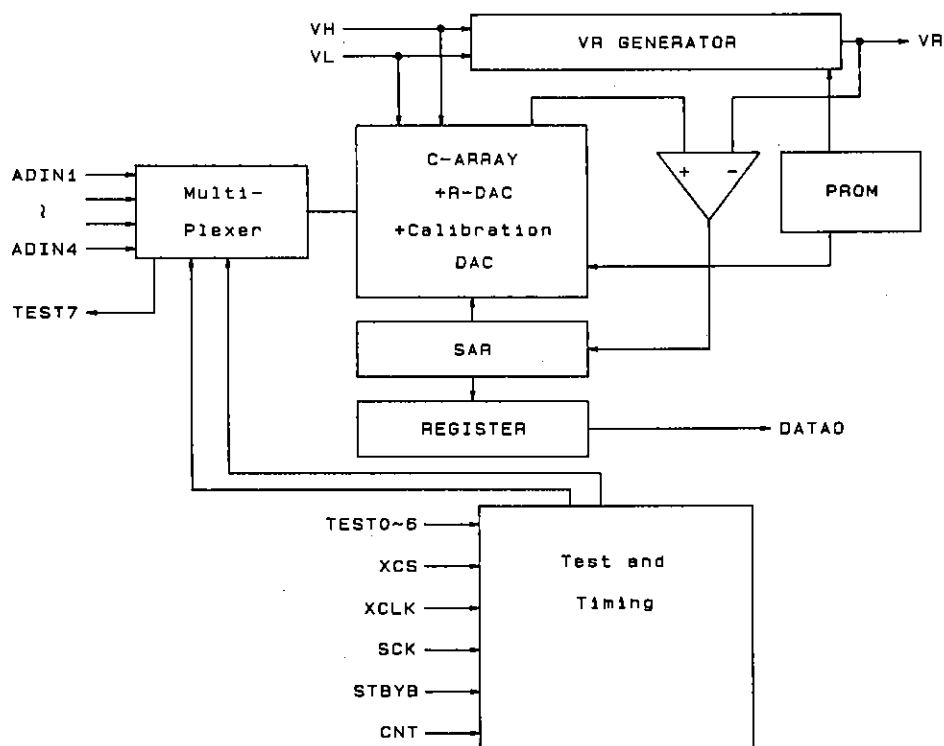 VH
VL
VR GENERATOR
VR
C-ARRAY
+R-DAC
+Calibration
DAC
+ -
PROM
ADIN1
≀
ADIN4
Multi-
Plexer
TEST7
SAR
REGISTER
DATAO
TEST0~6
XCS
XCLK
SCK
STBYB
CNT
Test and
Timing